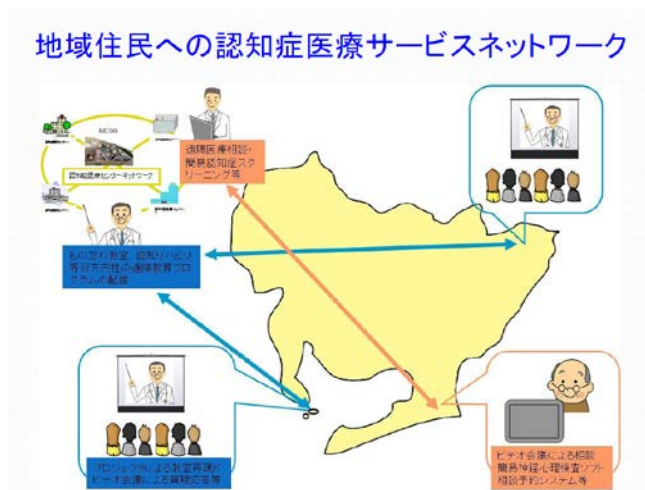 地域住民への認知症医療サービスネットワーク
遠隔医療相談・
簡易認知症スク
リーニング等
認知症医療センターネットワーク
もの忘れ教室・認知リハビリ
等双方向性の遠隔教育プロ
グラムの配信
プロジェクタによる教室再現と
ビデオ会議による質疑応答等
ビデオ会議による相談
簡易神経心理検査ソフト
相談予約システム等